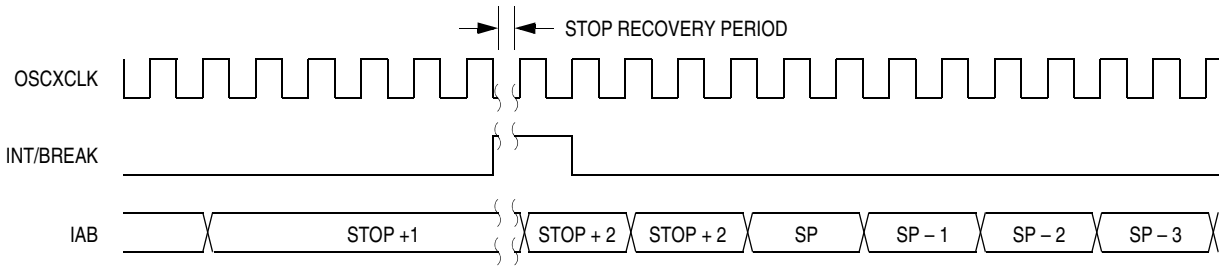 STOP RECOVERY PERIOD
OSCXCLK
INT/BREAK
IAB STOP +1 STOP + 2 STOP + 2 SP SP – 1 SP – 2 SP – 3